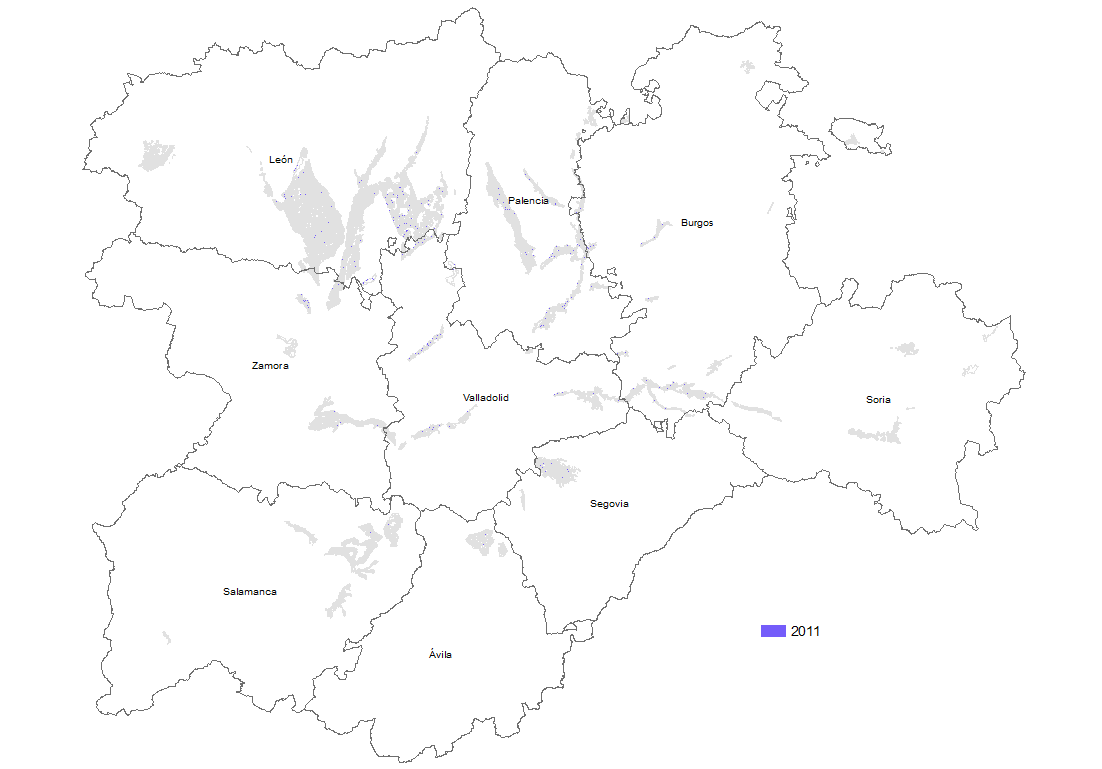 León
Palencia
Burgos
Zamora
Valladolid
Soria
Segovia
Salamanca
Ávila
2011